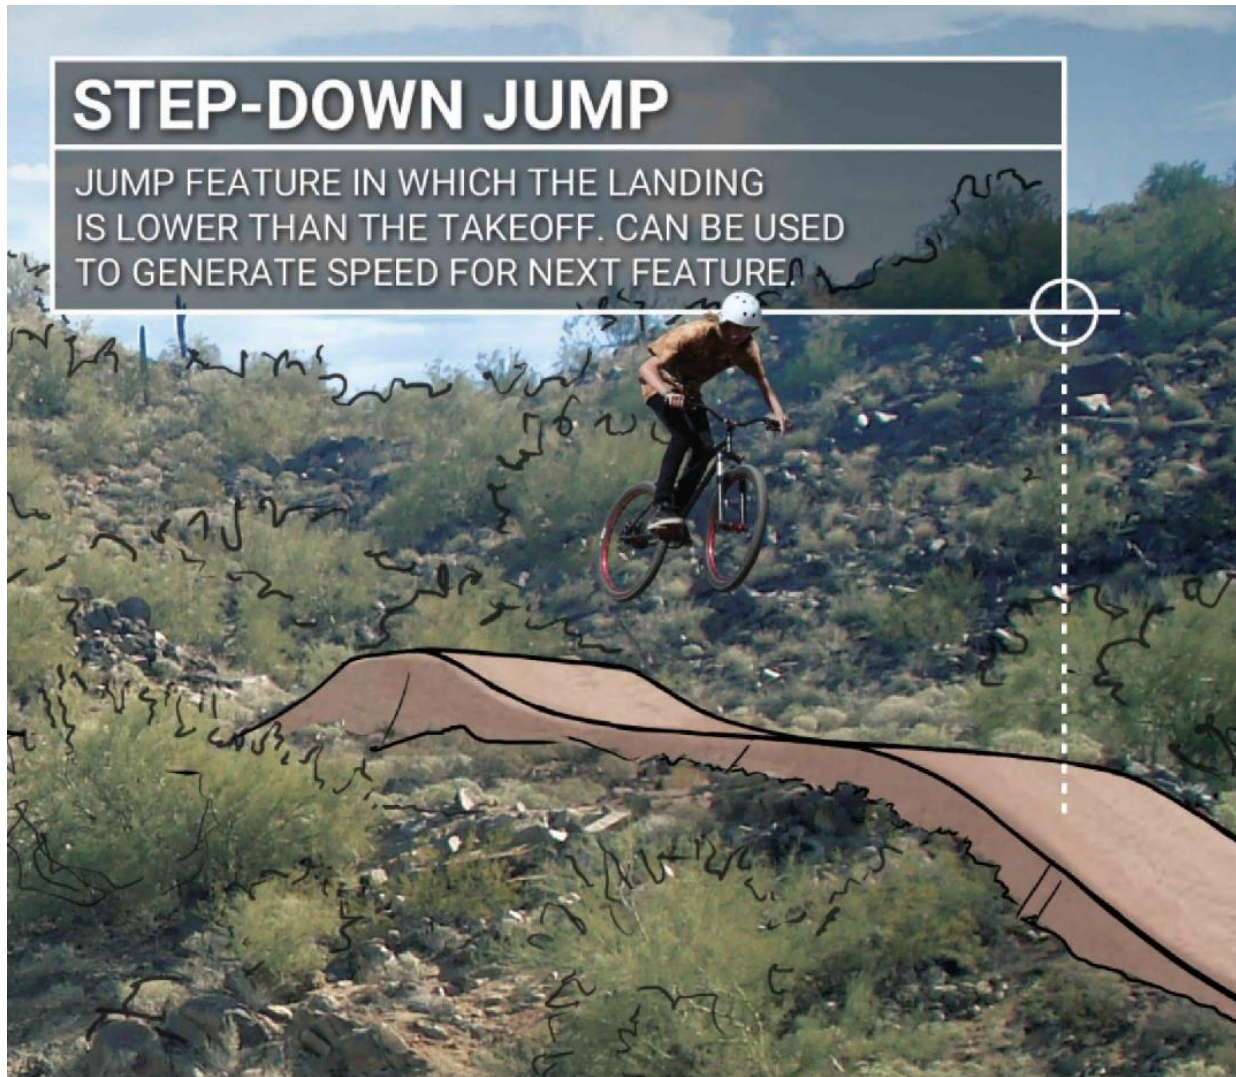 STEP-DOWN JUMP
JUMP FEATURE IN WHICH THE LANDING
IS LOWER THAN THE TAKEOFF. CAN BE USED
TO GENERATE SPEED FOR NEXT FEATURE.